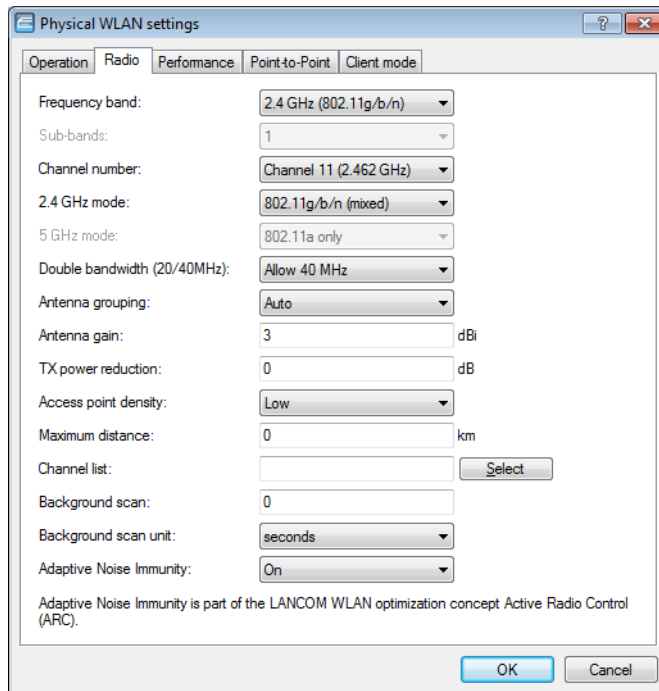 Physical WLAN settings
Operation Radio Performance Point-to-Point Client mode
Frequency band: 2.4 GHz (802.11g/b/n)
Sub-bands: 1
Channel number: Channel 11 (2.462 GHz)
2.4 GHz mode: 802.11g/b/n (mixed)
5 GHz mode: 802.11a only
Double bandwidth (20/40MHz): Allow 40 MHz
Antenna grouping: Auto
Antenna gain: 3 dBi
TX power reduction: 0 dB
Access point density: Low
Maximum distance: 0 km
Channel list: Select
Background scan: 0
Background scan unit: seconds
Adaptive Noise Immunity: On
Adaptive Noise Immunity is part of the LANCOM WLAN optimization concept Active Radio Control
(ARC).
OK Cancel